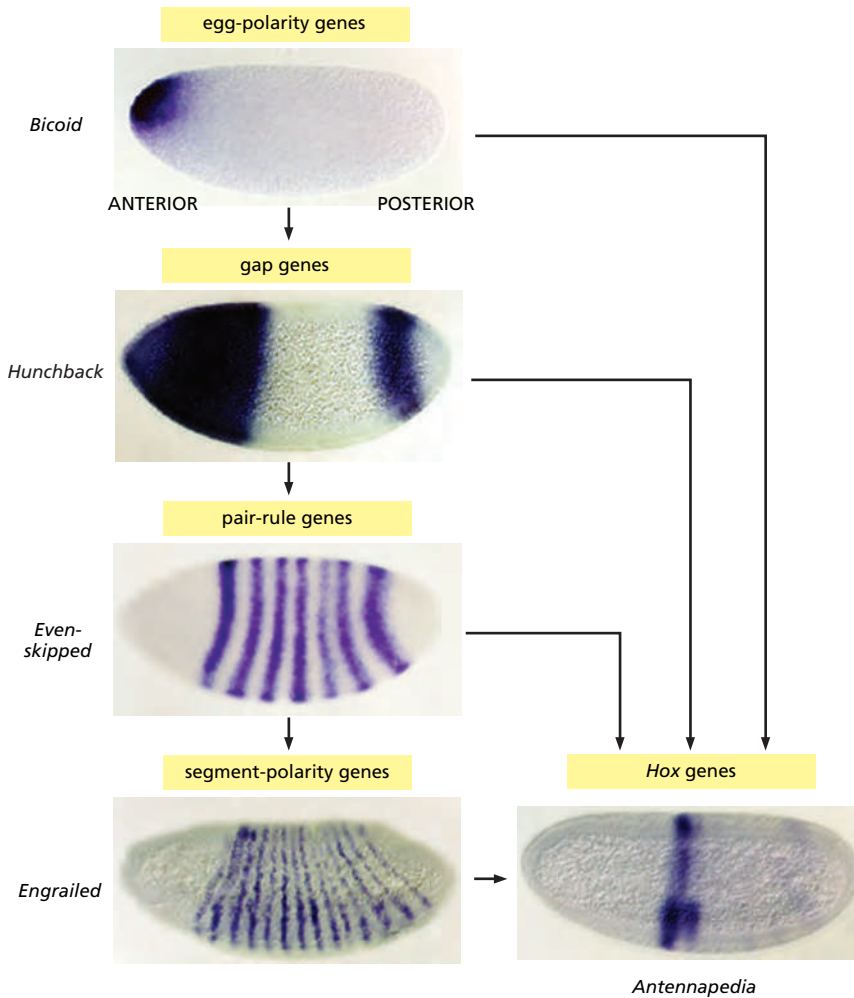 egg-polarity genes
Bicoid
ANTERIOR
POSTERIOR
gap genes
Hunchback
pair-rule genes
Even-
skipped
segment-polarity genes
Hox genes
Engrailed
Antennapedia